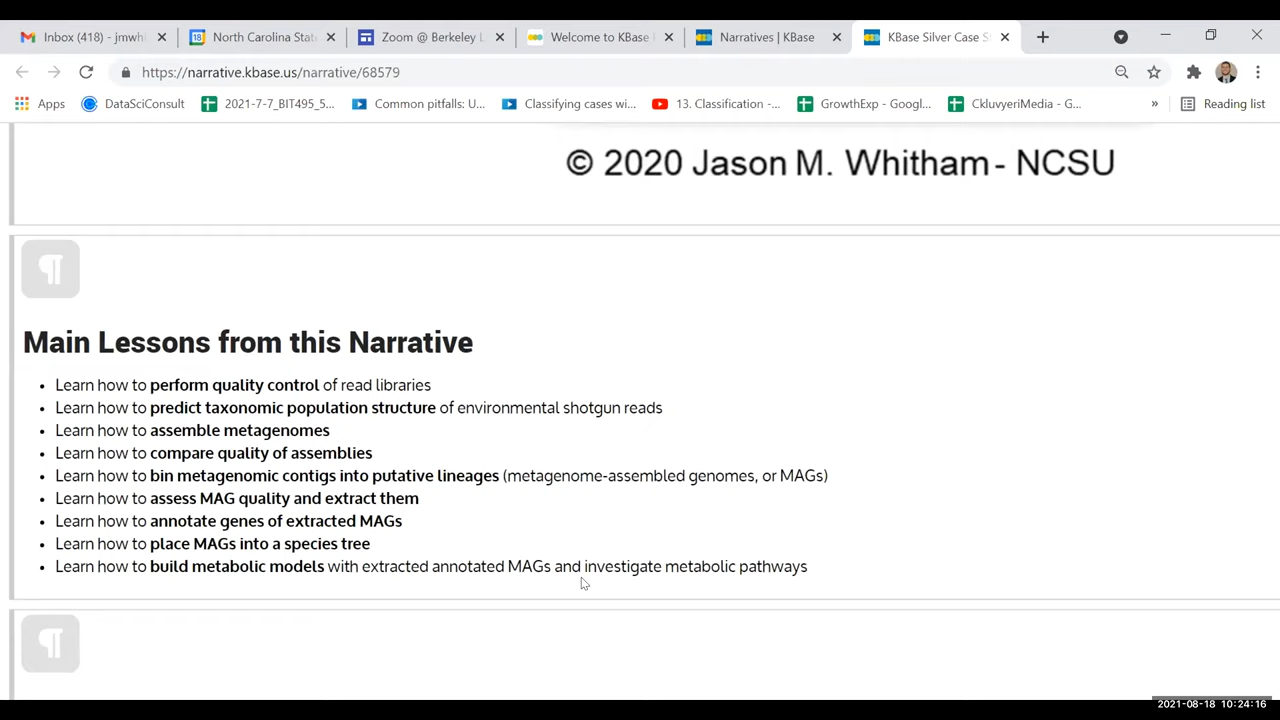 Inbox (418) - jmwh
18
North Carolina Stat
Zoom @ Berkeley L
Welcome to KBase
Narratives | KBase
KBase Silver Case S
https://narrative.kbase.us/narrative/68579
Apps
DataSciConsult
2021-7-7_BIT495_5...
Common pitfalls: U...
Classifying cases wi...
13. Classification -...
GrowthExp - Googl...
CkluvyeriMedia - G...
»
Reading list
© 2020 Jason M. Whitham - NCSU
¶
Main Lessons from this Narrative
• Learn how to perform quality control of read libraries
• Learn how to predict taxonomic population structure of environmental shotgun reads
• Learn how to assemble metagenomes
• Learn how to compare quality of assemblies
• Learn how to bin metagenomic contigs into putative lineages (metagenome-assembled genomes, or MAGs)
• Learn how to assess MAG quality and extract them
• Learn how to annotate genes of extracted MAGs
• Learn how to place MAGs into a species tree
• Learn how to build metabolic models with extracted annotated MAGs and investigate metabolic pathways
¶
2021-08-18 10:24:16